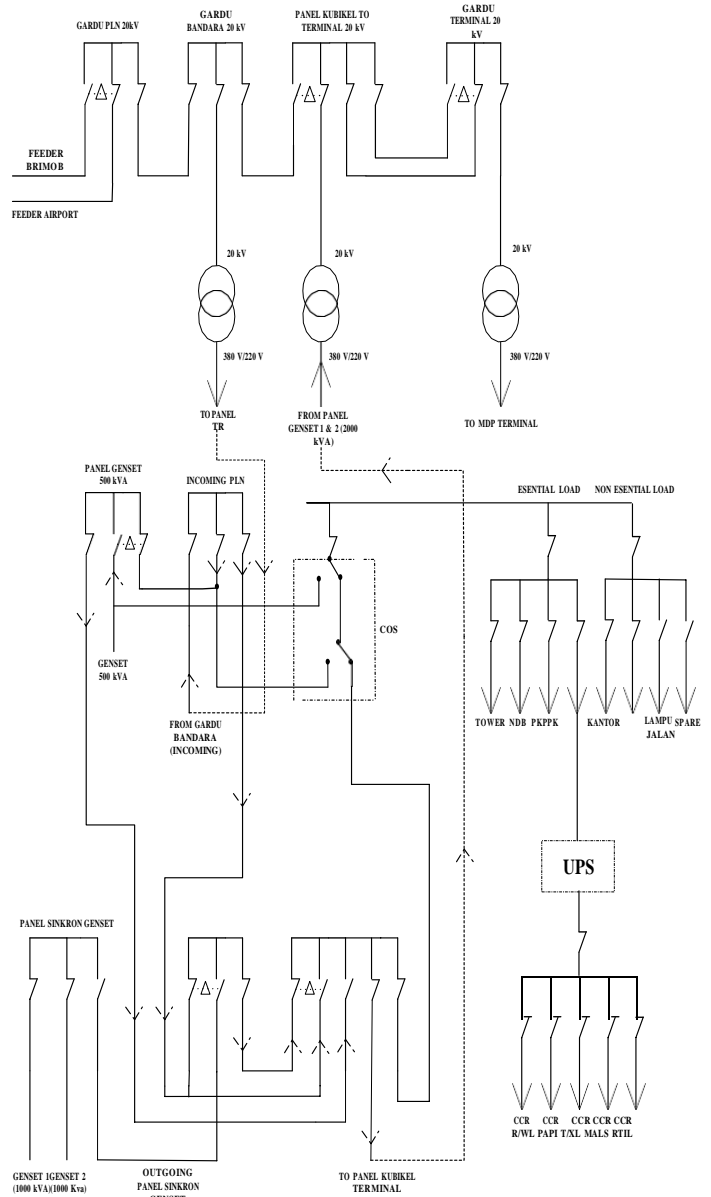 GARDU PLN 20kV
GARDU
BANDARA 20 kV
PANEL KUBIKEL TO
TERMINAL 20 kV
GARDU
TERMINAL 20
kV
FEEDER
BRIMOB
FEEDER AIRPORT
20 kV
20 kV
20 kV
380 V/220 V
380 V/220 V
380 V/220 V
TO PANEL
TR
FROM PANEL
GENSET 1 & 2 (2000
kVA)
TO MDP TERMINAL
PANEL GENSET
500 kVA
INCOMING PLN
ESENTIAL LOAD
NON ESENTIAL LOAD
COS
GENSET
500 kVA
FROM GARDU
BANDARA
(INCOMING)
TOWER NDB PKPPK
KANTOR
LAMPU SPARE
JALAN
UPS
PANEL SINKRON GENSET
CCR CCR CCR CCR CCR
R/WL PAPI T/XL MALS RTIL
GENSET 1GENSET 2
(1000 kVA)(1000 Kva)
OUTGOING
PANEL SINKRON
GENSET
TO PANEL KUBIKEL
TERMINAL